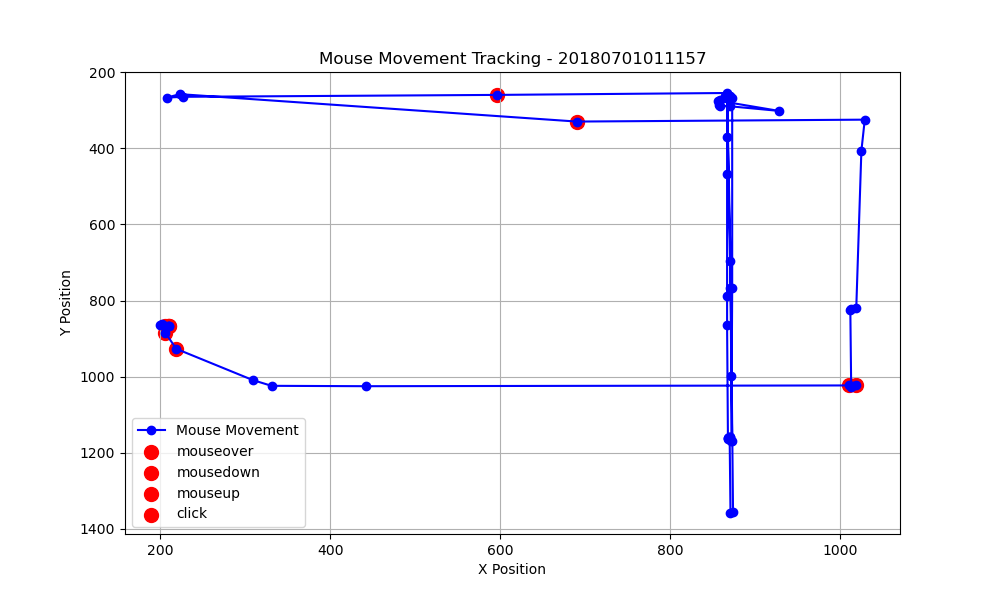 Mouse Movement Tracking - 20180701011157
200
400
600
800
1000
1200
1400
Y Position
Mouse Movement
mouseover
mousedown
mouseup
click
200
400
600
800
1000
X Position